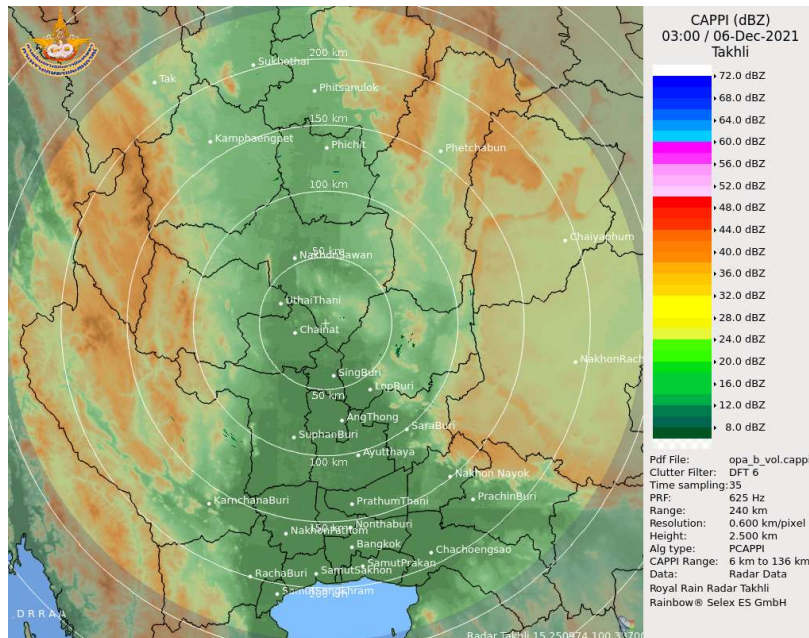 CAPPI (dBZ)
03:00 / 06-Dec-2021
Takhli
72.0 dBZ
68.0 dBZ
64.0 dBZ
60.0 dBZ
56.0 dBZ
52.0 dBZ
48.0 dBZ
44.0 dBZ
40.0 dBZ
36.0 dBZ
32.0 dBZ
28.0 dBZ
24.0 dBZ
20.0 dBZ
16.0 dBZ
12.0 dBZ
8.0 dBZ
Pdf File: opa_b_vol.cappi
Clutter Filter: DFT 6
Time sampling:35
PRF: 625 Hz
Range: 240 km
Resolution: 0.600 km/pixel
Height: 2.500 km
Alg type: PCAPPI
CAPPI Range: 6 km to 136 km
Data: Radar Data
Royal Rain Radar Takhli
Rainbow® Selex ES GmbH
200 km
Sukhothai
Tak
Phitsanulok
150 km
Kamphaengpet
Phichit
Phetchabun
100 km
Chaiyaphum
50 km
NakhonSawan
UthaiThani
Chainat
NakhonRach
SingBuri
LopBuri
50 km
AngThong
SaraBuri
SuphanBuri
Ayutthaya
100 km
Nakhon Nayok
KarnchanaBuri
PrathumThani
PrachinBuri
150 km
Nonthaburi
NakhonPathom
Bangkok
Chachoengsao
SamutPrakan
RachaBuri
SamutSakhon
SamutSongkhram
200 km
D R R A A